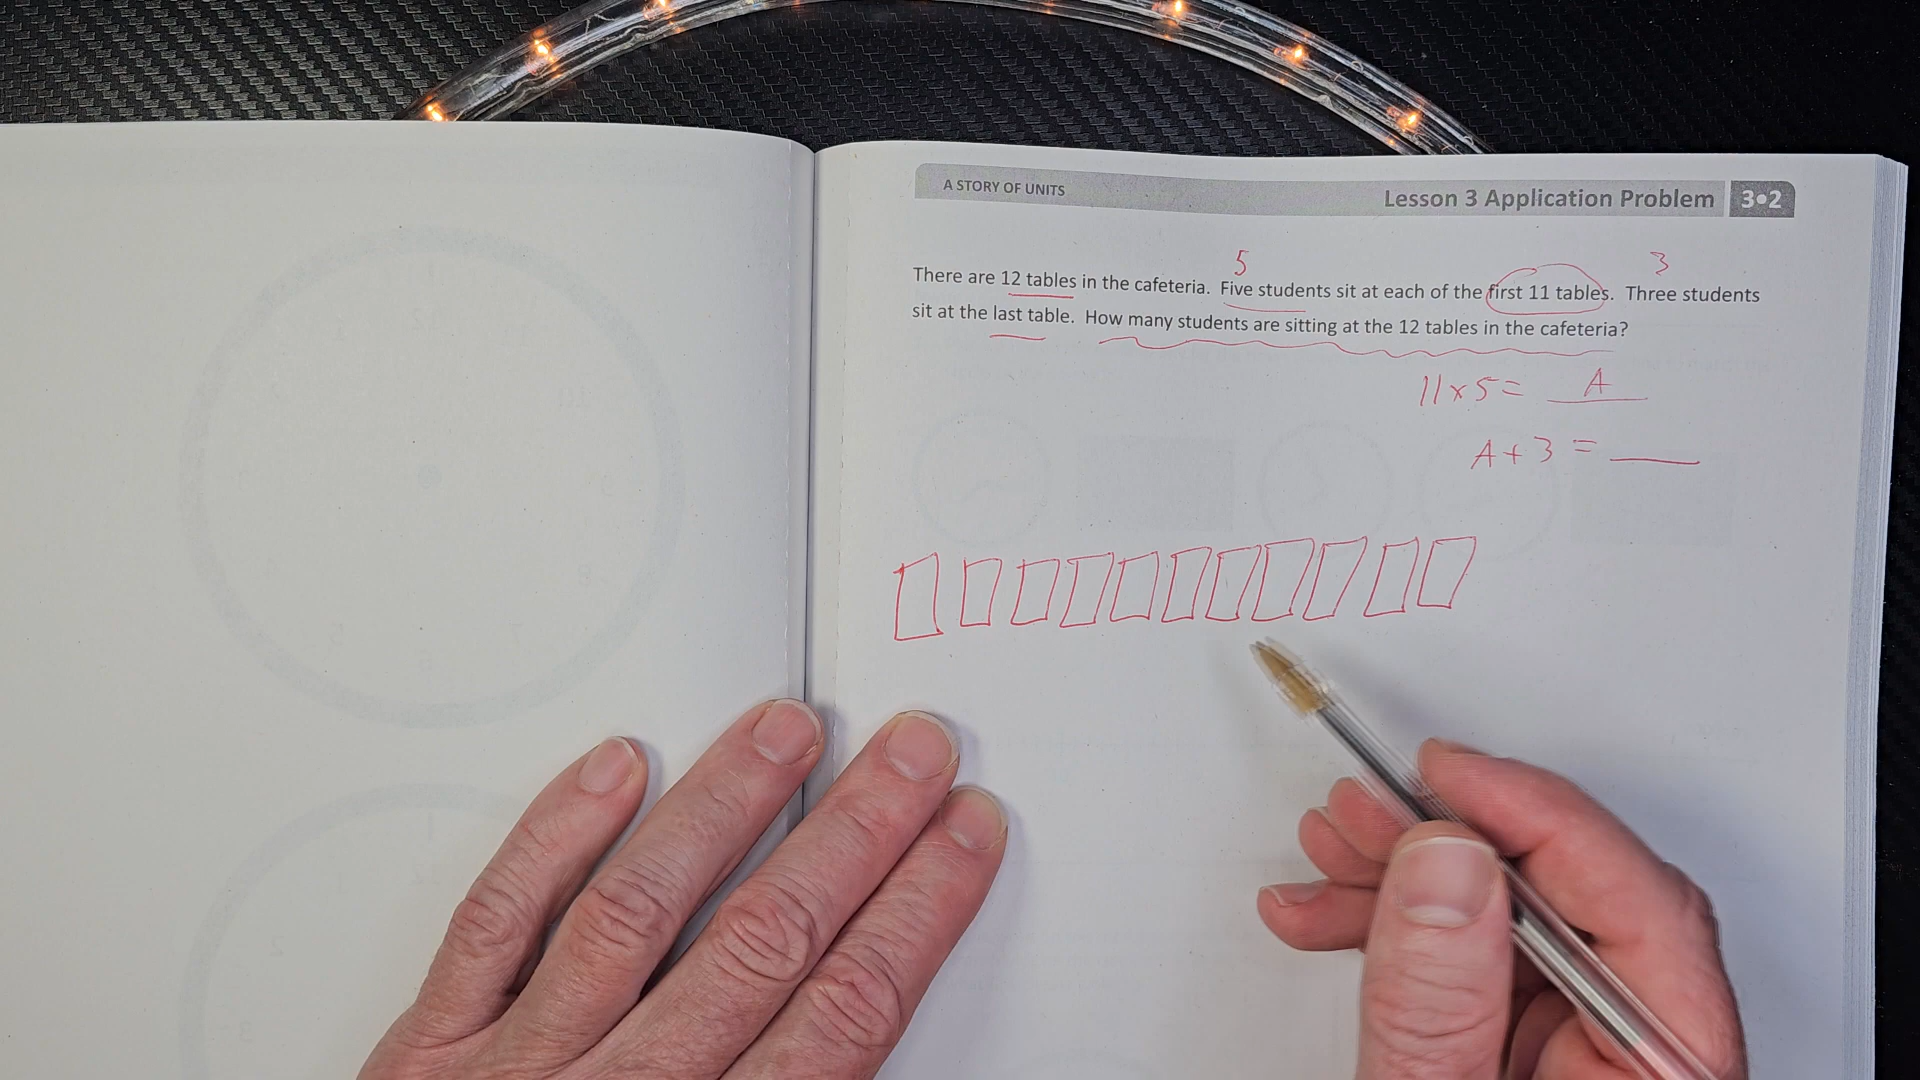 A STORY OF UNITS
Lesson 3 Application Problem 3•2
5 3
There are 12 tables in the cafeteria. Five students sit at each of the first 11 tables. Three students
sit at the last table. How many students are sitting at the 12 tables in the cafeteria?
11 x 5 = A
A + 3 = ___